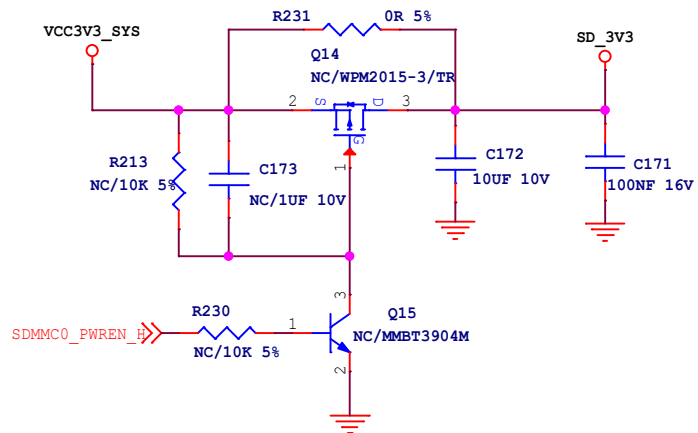 R231 0R 5%
VCC3V3_SYS
SD_3V3
Q14
NC/WPM2015-3/TR
2 S D 3
G
1
R213
NC/10K 5%
C173
NC/1UF 10V
C172
10UF 10V
C171
100NF 16V
3
R230
Q15
SDMMC0_PWREN_H
1
NC/MMBT3904M
NC/10K 5%
2